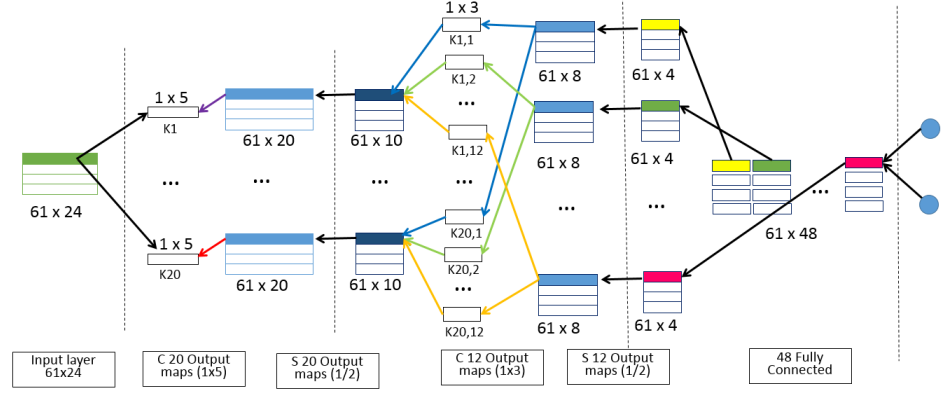 1 x 3
K1,1
61 x 8
61 x 4
K1,2
1 x 5
K1
61 x 20
61 x 10
...
K1,12
61 x 8
61 x 4
61 x 24
...
...
...
...
...
...
61 x 48
1 x 5
K20
61 x 20
61 x 10
K20,1
K20,2
...
K20,12
61 x 8
61 x 4
Input layer
61x24
C 20 Output
maps (1x5)
S 20 Output
maps (1/2)
C 12 Output
maps (1x3)
S 12 Output
maps (1/2)
48 Fully
Connected